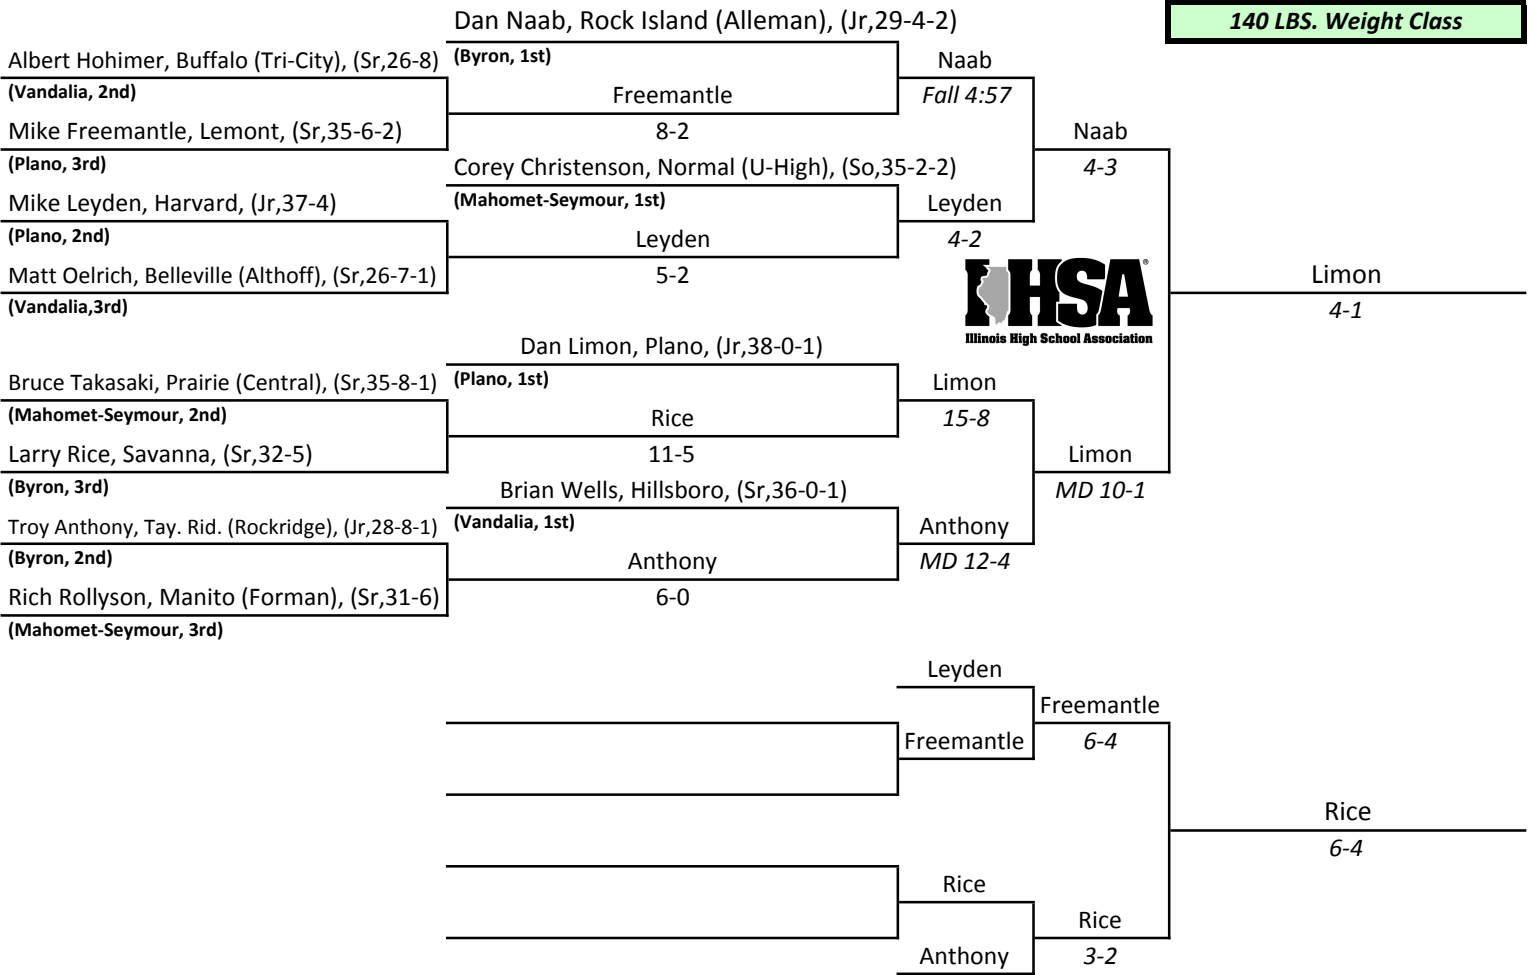 Dan Naab, Rock Island (Alleman), (Jr,29-4-2)
140 LBS. Weight Class
Albert Hohimer, Buffalo (Tri-City), (Sr,26-8)
(Byron, 1st)
Naab
(Vandalia, 2nd)
Freemantle
Fall 4:57
Mike Freemantle, Lemont, (Sr,35-6-2)
8-2
Naab
(Plano, 3rd)
Corey Christenson, Normal (U-High), (So,35-2-2)
4-3
Mike Leyden, Harvard, (Jr,37-4)
(Mahomet-Seymour, 1st)
Leyden
(Plano, 2nd)
Leyden
4-2
Matt Oelrich, Belleville (Althoff), (Sr,26-7-1)
5-2
IHSA®
Limon
(Vandalia,3rd)
4-1
Illinois High School Association
Dan Limon, Plano, (Jr,38-0-1)
Bruce Takasaki, Prairie (Central), (Sr,35-8-1)
(Plano, 1st)
Limon
(Mahomet-Seymour, 2nd)
Rice
15-8
Larry Rice, Savanna, (Sr,32-5)
11-5
Limon
(Byron, 3rd)
Brian Wells, Hillsboro, (Sr,36-0-1)
MD 10-1
Troy Anthony, Tay. Rid. (Rockridge), (Jr,28-8-1)
(Vandalia, 1st)
Anthony
(Byron, 2nd)
Anthony
MD 12-4
Rich Rollyson, Manito (Forman), (Sr,31-6)
6-0
(Mahomet-Seymour, 3rd)
Leyden
Freemantle
Freemantle
6-4
Rice
6-4
Rice
Rice
Anthony
3-2